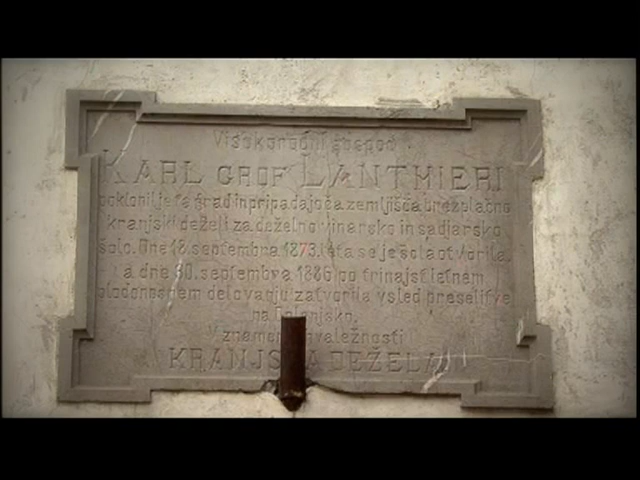 Visokorodni gospod
KARL GROF LANTHIERI
poklonil je ta grad in pripadajoča zemljišča brezplačno
kranjski deželi za deželno vinarsko in sadjarsko
šolo. Dne 18. septembra 1873. leta se je šola otvorila,
a dne 30. septembra 1886 po trinajstletnem
plodonosnem delovanju zatvorila vsled preselitve
na Dolenjsko.
V znamenje hvaležnosti
KRANJSKA DEŽELA